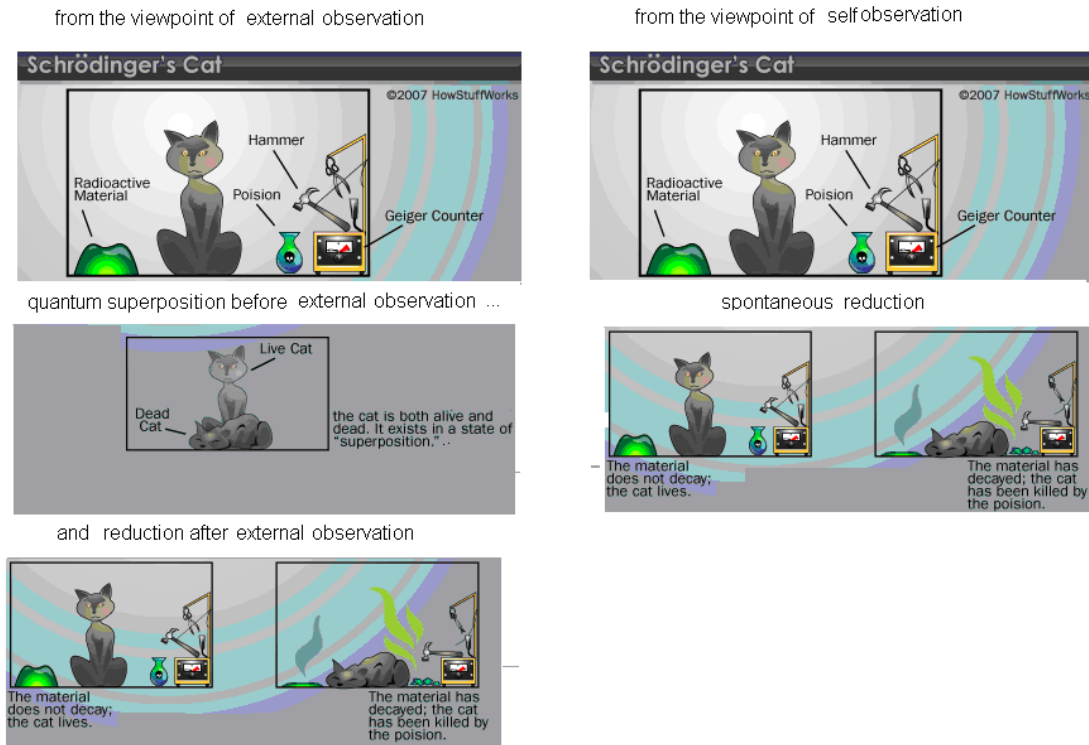 from the viewpoint of external observation
Schrödinger's Cat
©2007 HowStuffWorks
Hammer
Radioactive
Material
Poision
Geiger Counter
quantum superposition before external observation ...
Live Cat
Dead
Cat
the cat is both alive and
dead. It exists in a state of
"superposition." ..
and reduction after external observation
The material
does not decay;
the cat lives.
The material has
decayed; the cat
has been killed by
the poision.
from the viewpoint of selfobservation
Schrödinger's Cat
©2007 HowStuffWorks
Hammer
Radioactive
Material
Poision
Geiger Counter
spontaneous reduction
The material
does not decay;
the cat lives.
The material has
decayed; the cat
has been killed by
the poision.